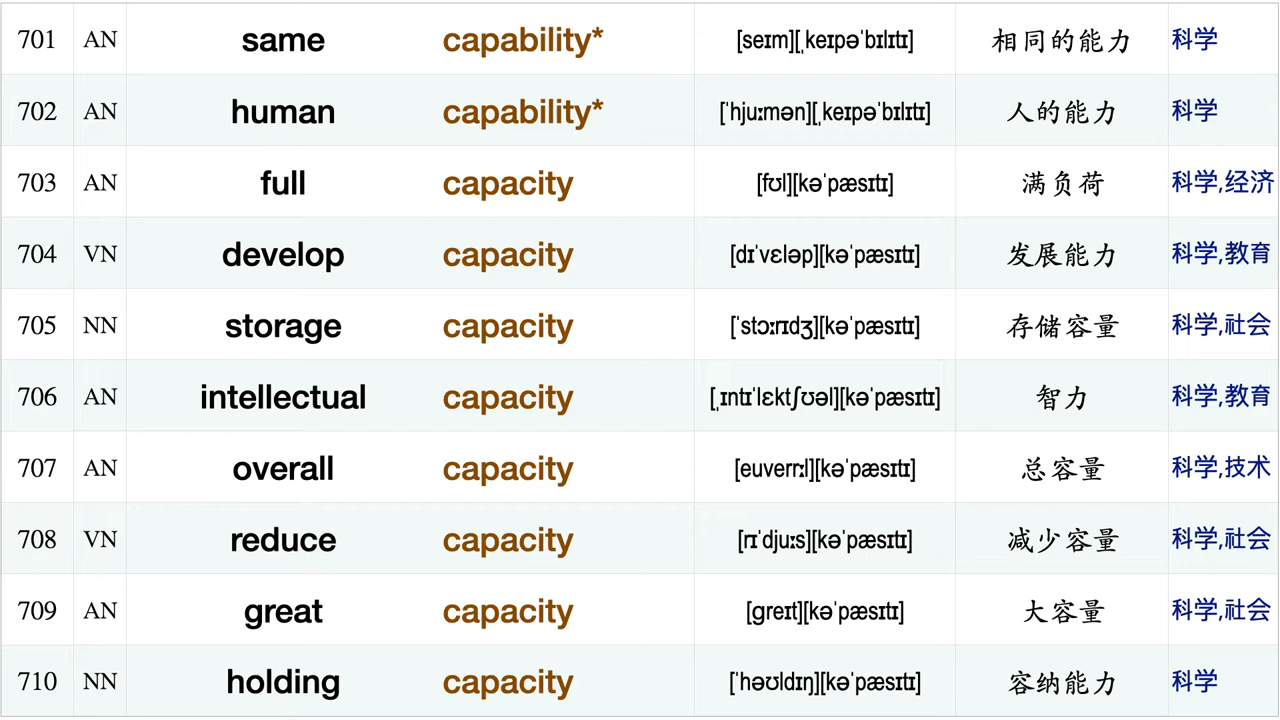 701 AN same capability* [seɪm][ˌkeɪpəˈbɪlɪtɪ] 相同的能力 科学
702 AN human capability* [ˈhjuːmən][ˌkeɪpəˈbɪlɪtɪ] 人的能力 科学
703 AN full capacity [fʊl][kəˈpæsɪtɪ] 满负荷 科学,经济
704 VN develop capacity [dɪˈvɛləp][kəˈpæsɪtɪ] 发展能力 科学,教育
705 NN storage capacity [ˈstɔːrɪdʒ][kəˈpæsɪtɪ] 存储容量 科学,社会
706 AN intellectual capacity [ˌɪntɪˈlɛktʃʊəl][kəˈpæsɪtɪ] 智力 科学,教育
707 AN overall capacity [euverrːl][kəˈpæsɪtɪ] 总容量 科学,技术
708 VN reduce capacity [rɪˈdjuːs][kəˈpæsɪtɪ] 减少容量 科学,社会
709 AN great capacity [greɪt][kəˈpæsɪtɪ] 大容量 科学,社会
710 NN holding capacity [ˈhəʊldɪŋ][kəˈpæsɪtɪ] 容纳能力 科学